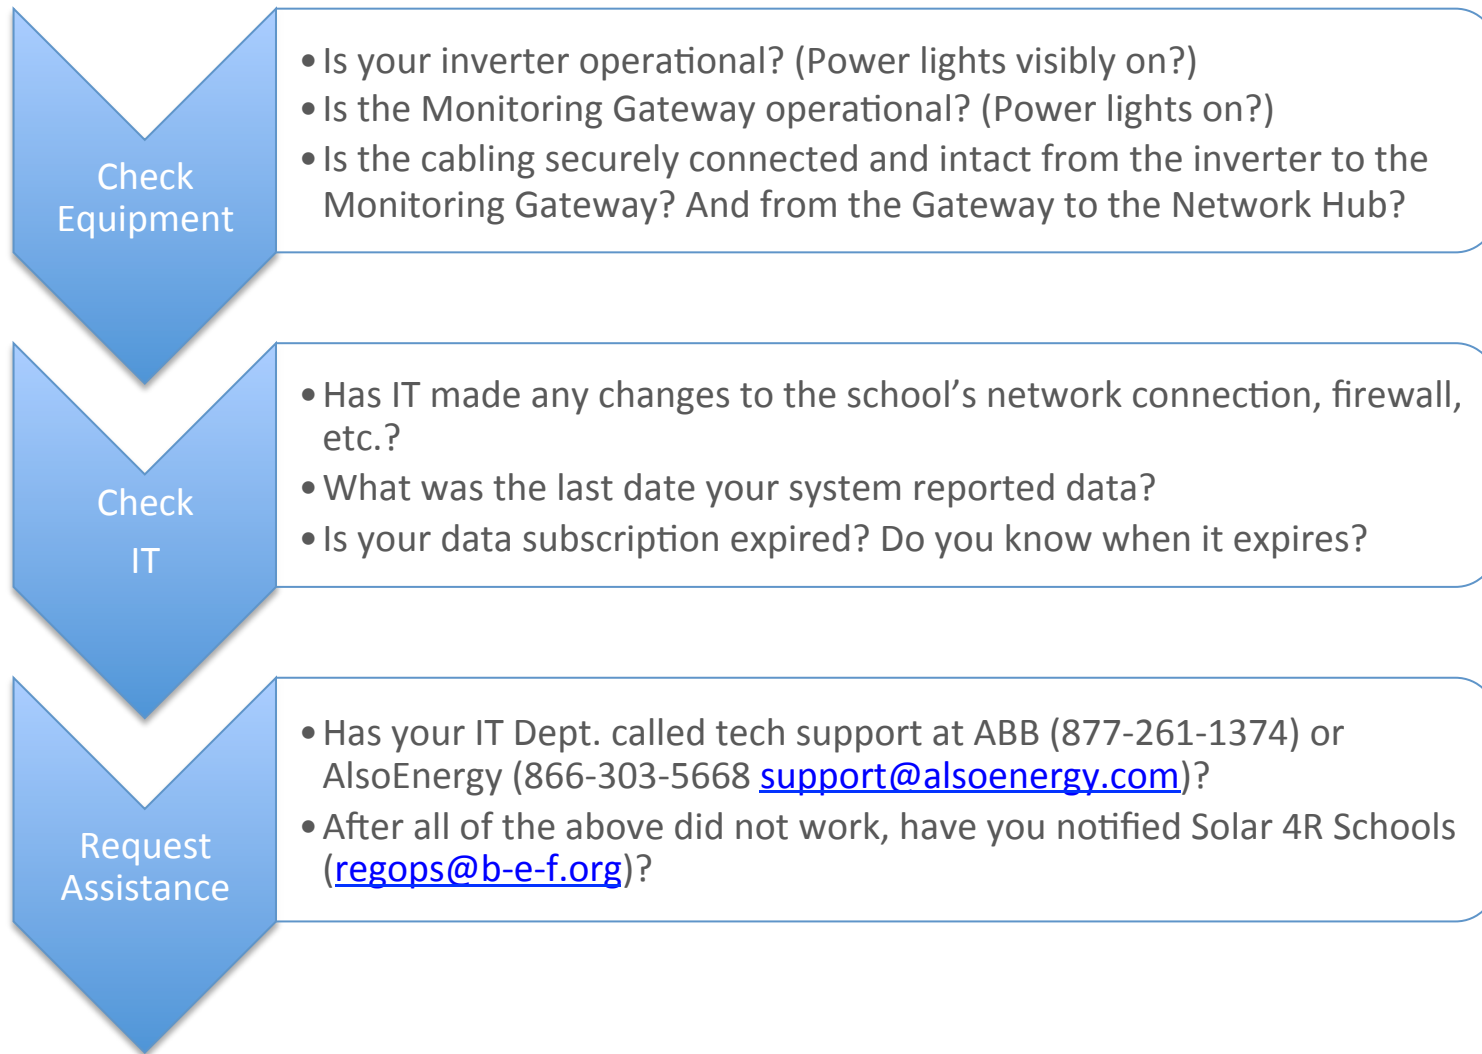 Check
Equipment
•Is your inverter operational? (Power lights visibly on?)
•Is the Monitoring Gateway operational? (Power lights on?)
•Is the cabling securely connected and intact from the inverter to the
Monitoring Gateway? And from the Gateway to the Network Hub?
Check
IT
•Has IT made any changes to the school’s network connection, firewall,
etc.?
•What was the last date your system reported data?
•Is your data subscription expired? Do you know when it expires?
Request
Assistance
•Has your IT Dept. called tech support at ABB (877-261-1374) or
AlsoEnergy (866-303-5668 support@alsoenergy.com)?
•After all of the above did not work, have you notified Solar 4R Schools
(regops@b-e-f.org)?